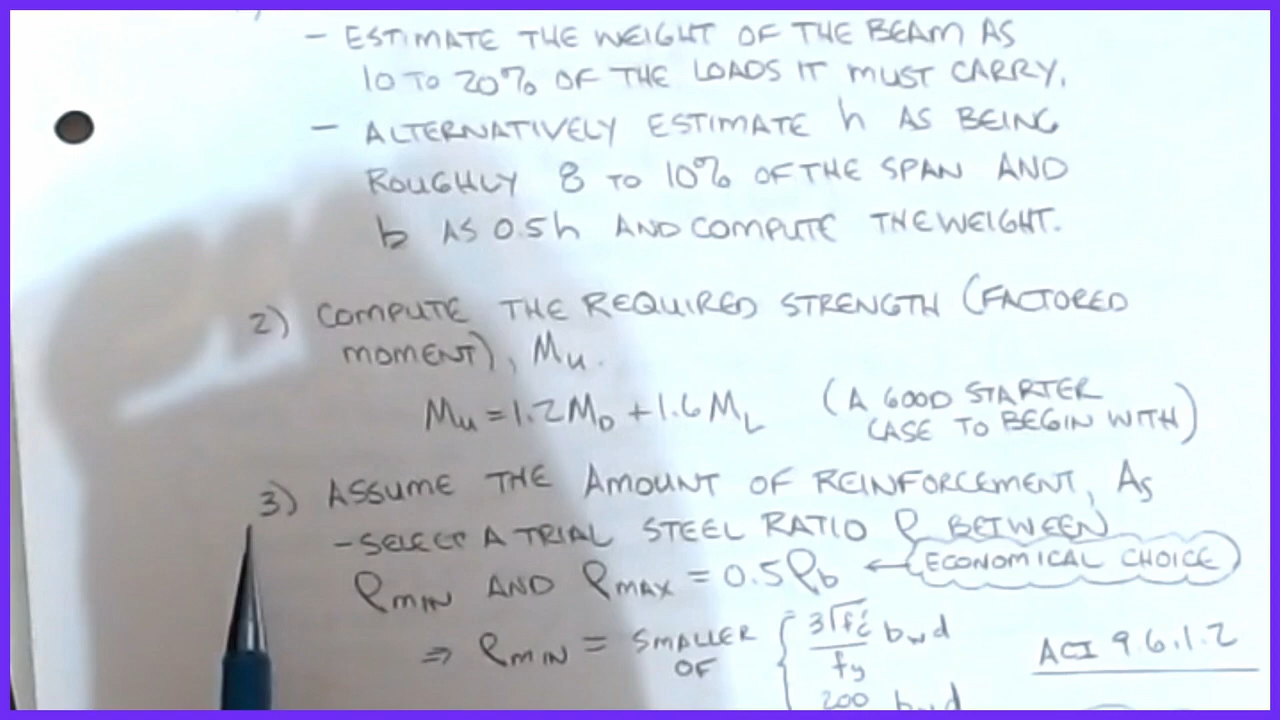 - ESTIMATE THE WEIGHT OF THE BEAM AS
10 TO 20% OF THE LOADS IT MUST CARRY.
- ALTERNATIVELY ESTIMATE h AS BEING
ROUGHLY 8 TO 10% OF THE SPAN AND
b AS 0.5h AND COMPUTE THE WEIGHT.
2) COMPUTE THE REQUIRED STRENGTH (FACTORED
MOMENT), Mu.
Mu = 1.2MD + 1.6ML (A GOOD STARTER
CASE TO BEGIN WITH)
3) ASSUME THE AMOUNT OF REINFORCEMENT, AS
- SELECT A TRIAL STEEL RATIO ρ BETWEEN
ρMIN AND ρMAX = 0.5ρb ← ECONOMICAL CHOICE
⇒ ρMIN = SMALLER OF { 3√f'c / fy bwd
200 bwd
ACI 9.6.1.2